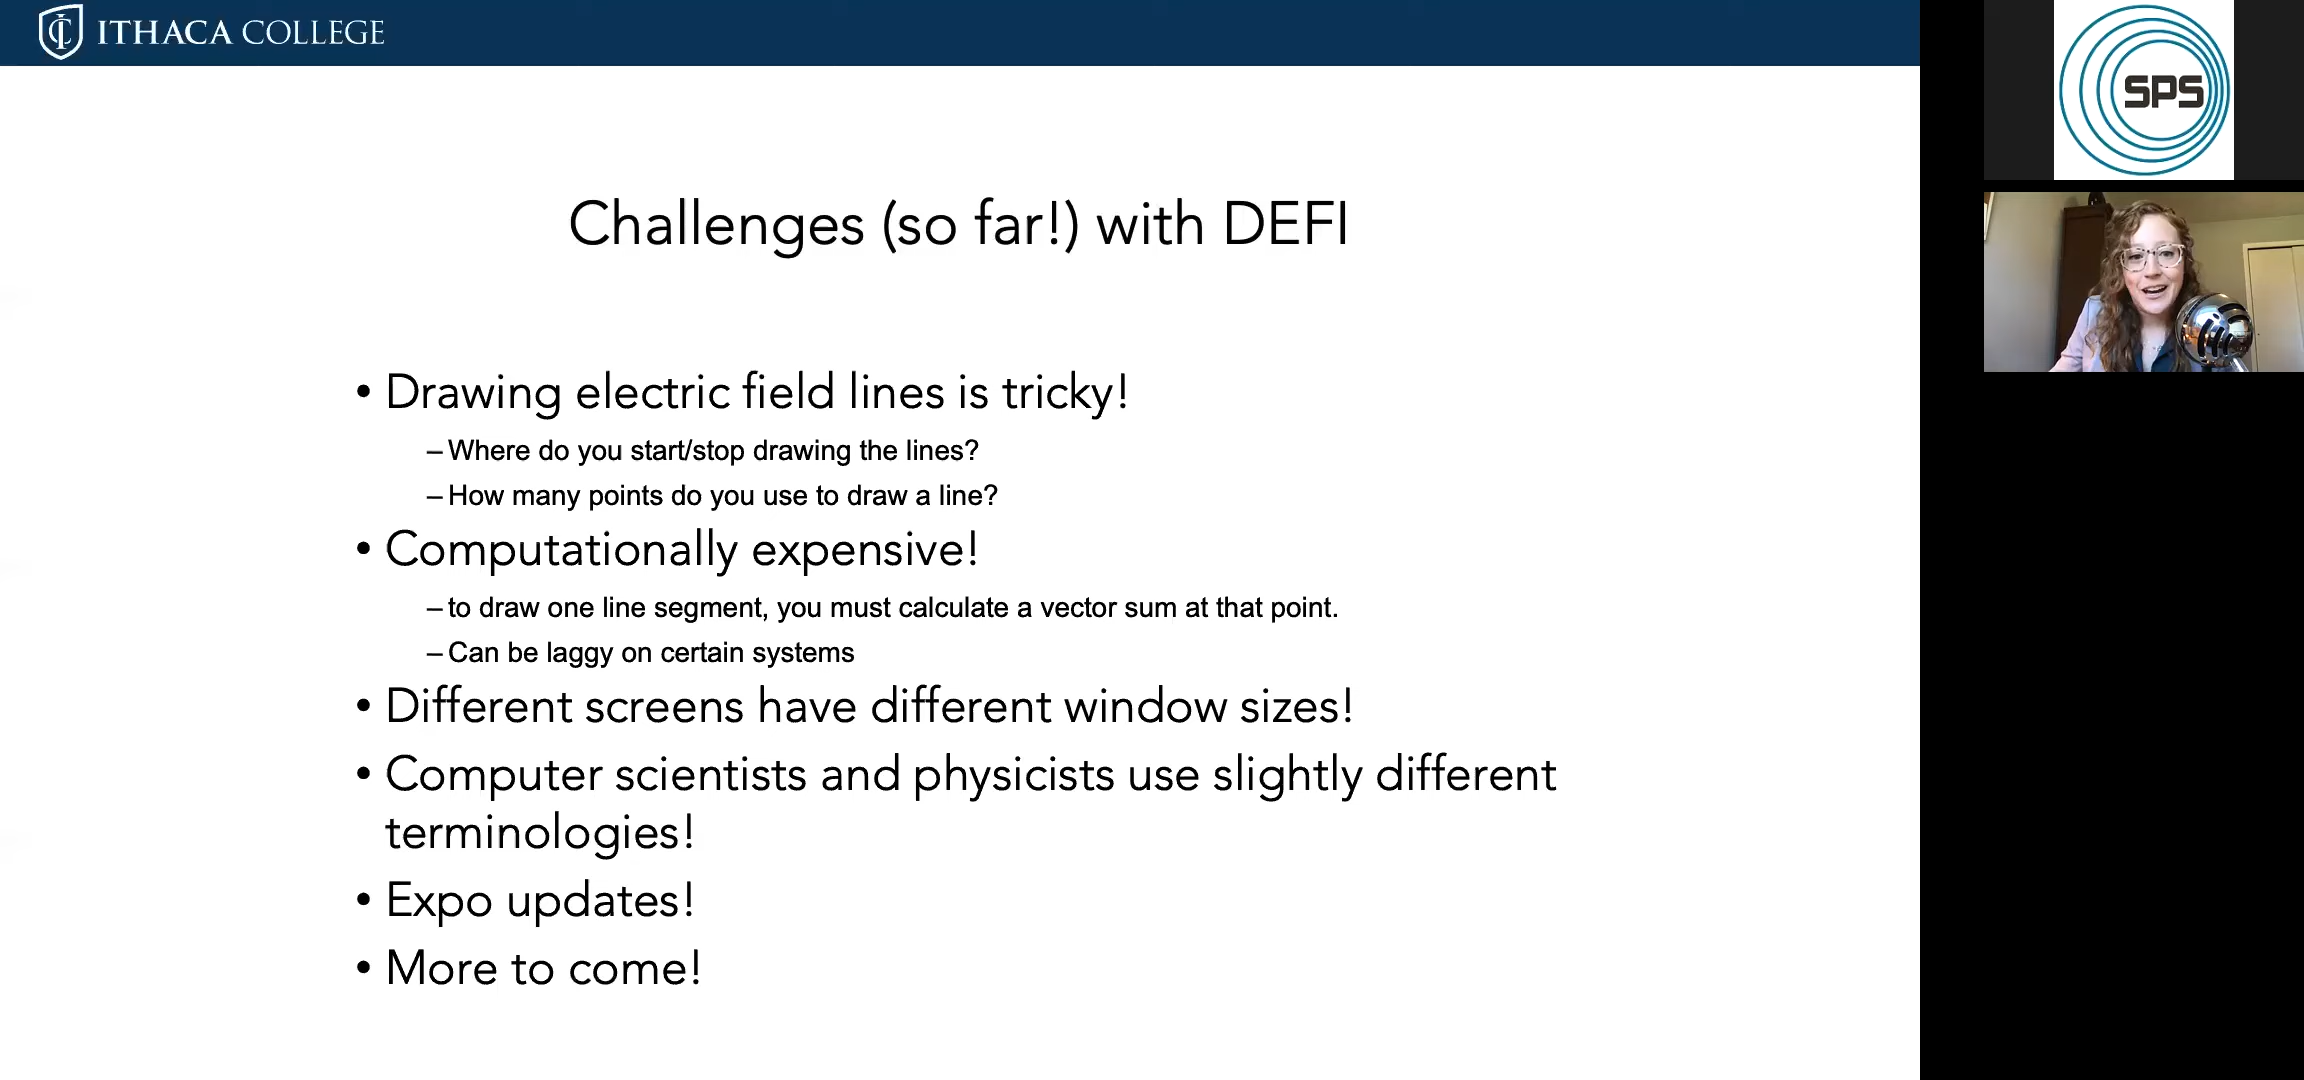 ITHACA COLLEGE
SPS
Challenges (so far!) with DEFI
• Drawing electric field lines is tricky!
– Where do you start/stop drawing the lines?
– How many points do you use to draw a line?
• Computationally expensive!
– to draw one line segment, you must calculate a vector sum at that point.
– Can be laggy on certain systems
• Different screens have different window sizes!
• Computer scientists and physicists use slightly different
terminologies!
• Expo updates!
• More to come!